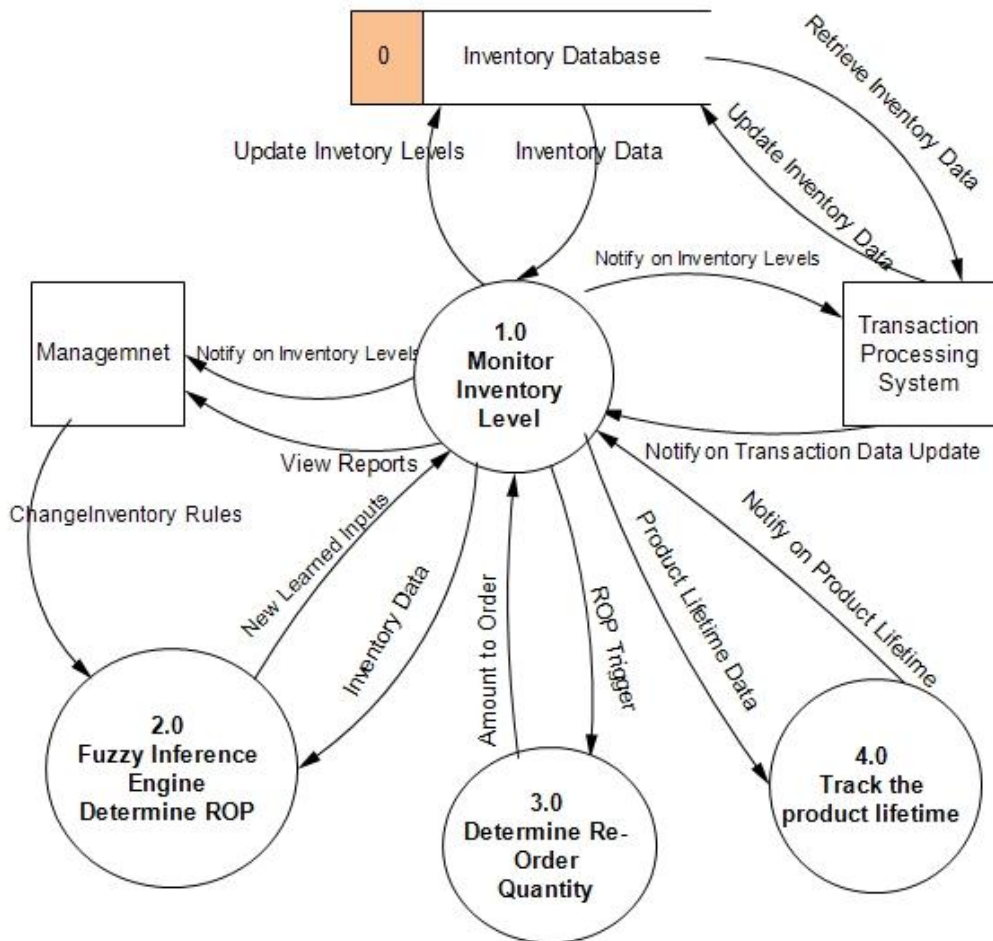 0
Inventory Database
Retrieve Inventory Data
Update Inventory Data
Update Invetory Levels
Inventory Data
Notify on Inventory Levels
Managemnet
Notify on Inventory Levels
1.0
Monitor
Inventory
Level
Transaction
Processing
System
View Reports
Notify on Transaction Data Update
ChangeInventory Rules
New Learned Inputs
Inventory Data
Amount to Order
ROP Trigger
Product Lifetime Data
Notify on Product Lifetime
2.0
Fuzzy Inference
Engine
Determine ROP
3.0
Determine Re-
Order
Quantity
4.0
Track the
product lifetime